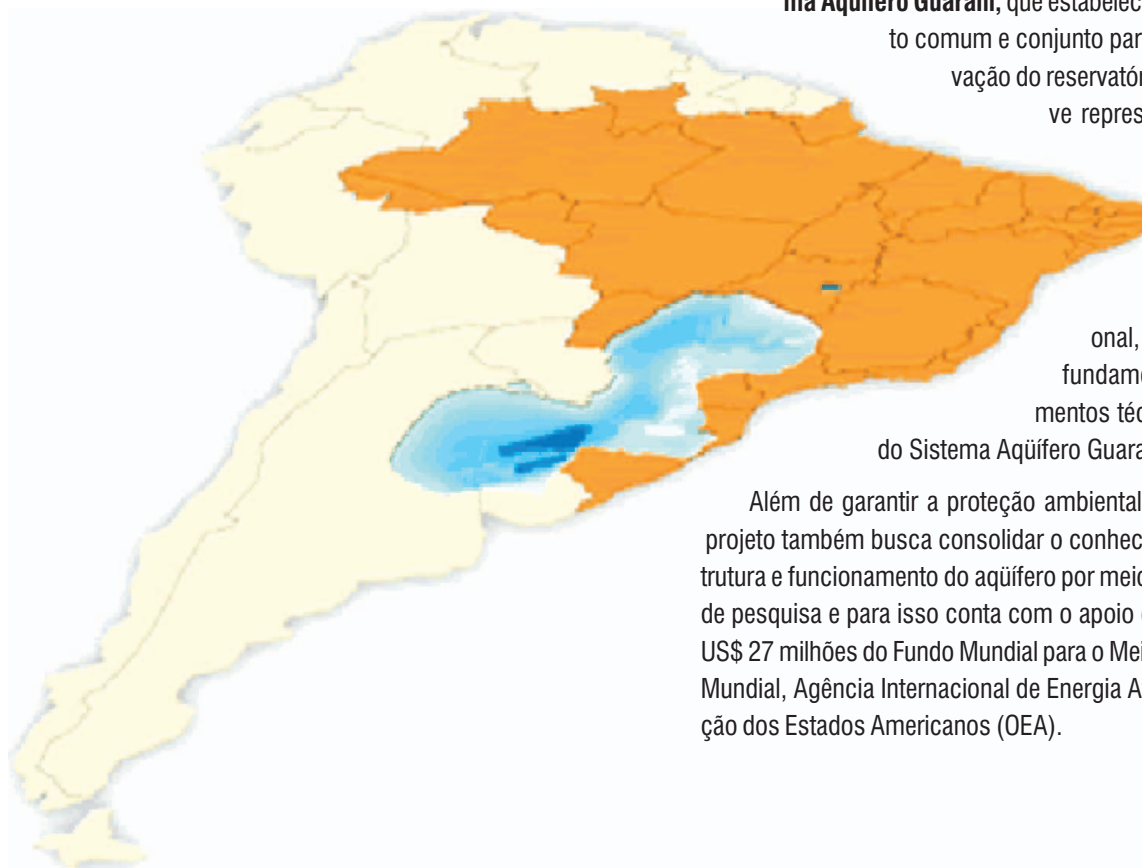 ma Aqüífero Guarani, que estabelec
to comum e conjunto par
vação do reservatór
ve repres
onal,
fundame
mentos téc
do Sistema Aqüífero Guara
Além de garantir a proteção ambiental
projeto também busca consolidar o conhec
trutura e funcionamento do aqüífero por meio
de pesquisa e para isso conta com o apoio
US$ 27 milhões do Fundo Mundial para o Mei
Mundial, Agência Internacional de Energia A
ção dos Estados Americanos (OEA).